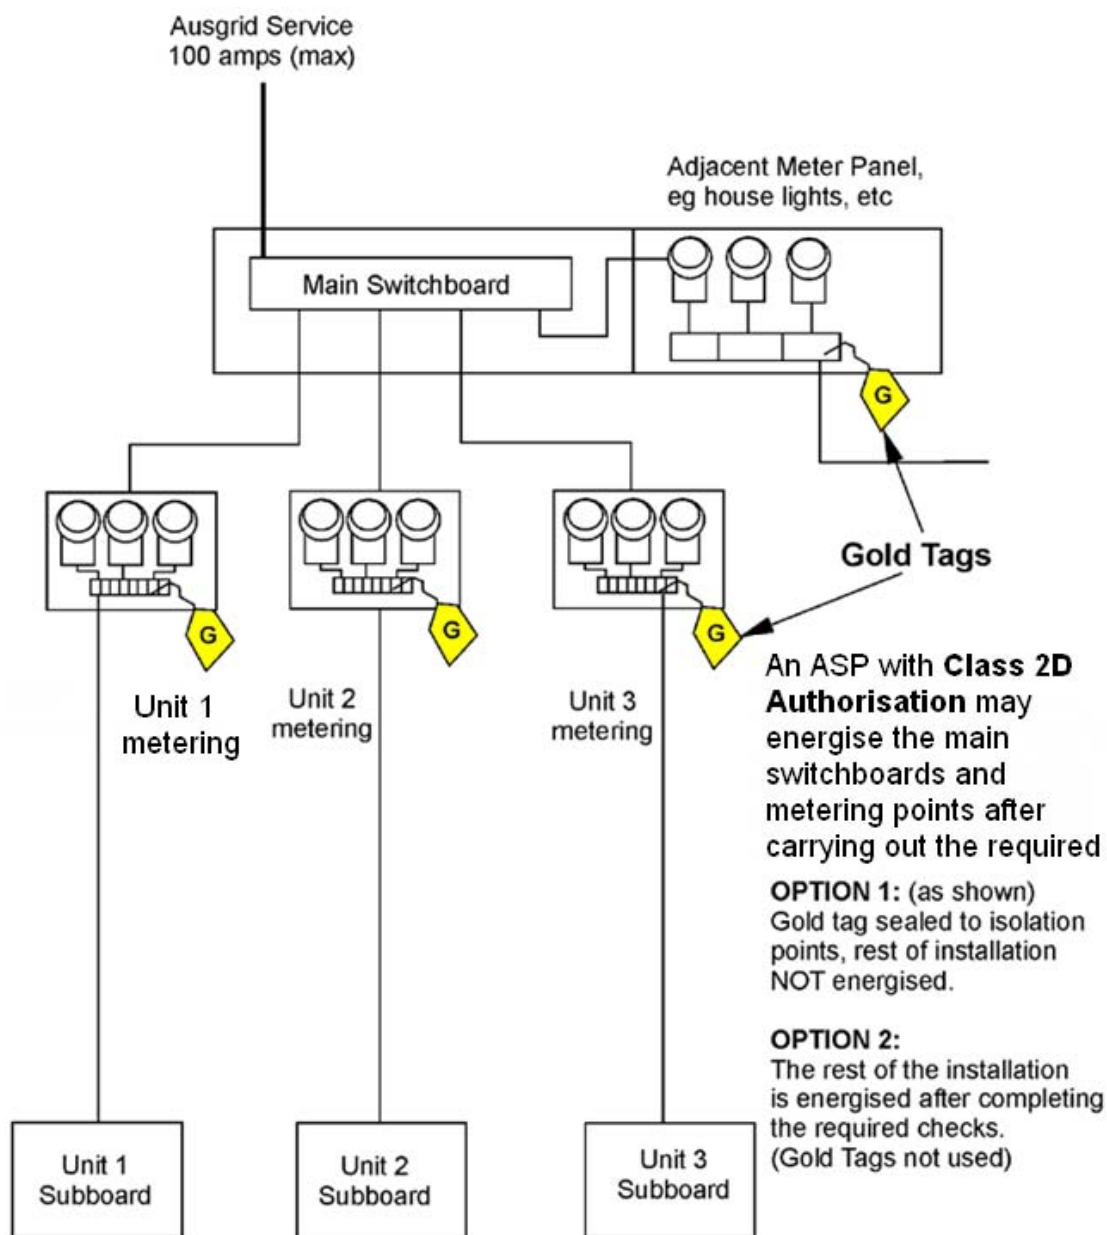 Ausgrid Service
100 amps (max)
Adjacent Meter Panel,
eg house lights, etc
Main Switchboard
G
Gold Tags
G
G
G
Unit 1
metering
Unit 2
metering
Unit 3
metering
An ASP with Class 2D
Authorisation may
energise the main
switchboards and
metering points after
carrying out the required
OPTION 1: (as shown)
Gold tag sealed to isolation
points, rest of installation
NOT energised.
OPTION 2:
The rest of the installation
is energised after completing
the required checks.
(Gold Tags not used)
Unit 1
Subboard
Unit 2
Subboard
Unit 3
Subboard